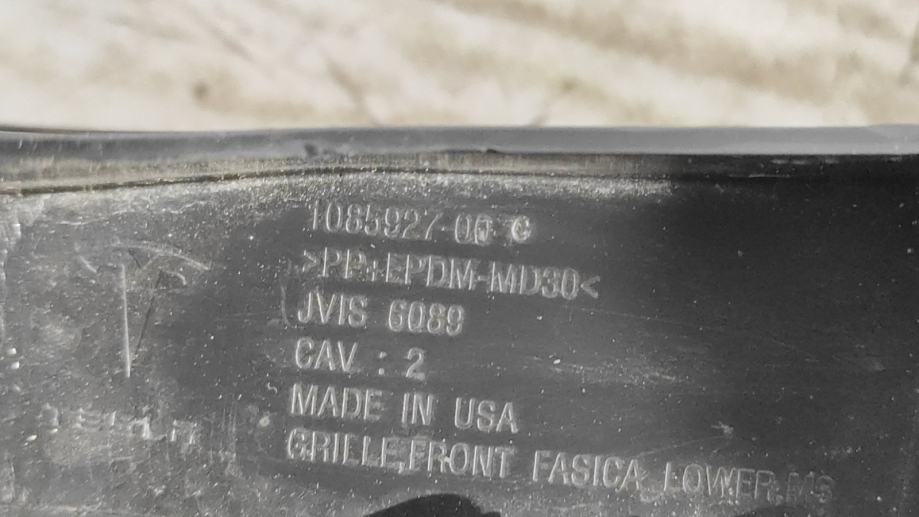 1085927-00 G
>PP+EPDM-MD30<
JVIS 6089
CAV : 2
MADE IN USA
GRILLE,FRONT FASICA LOWER,MS